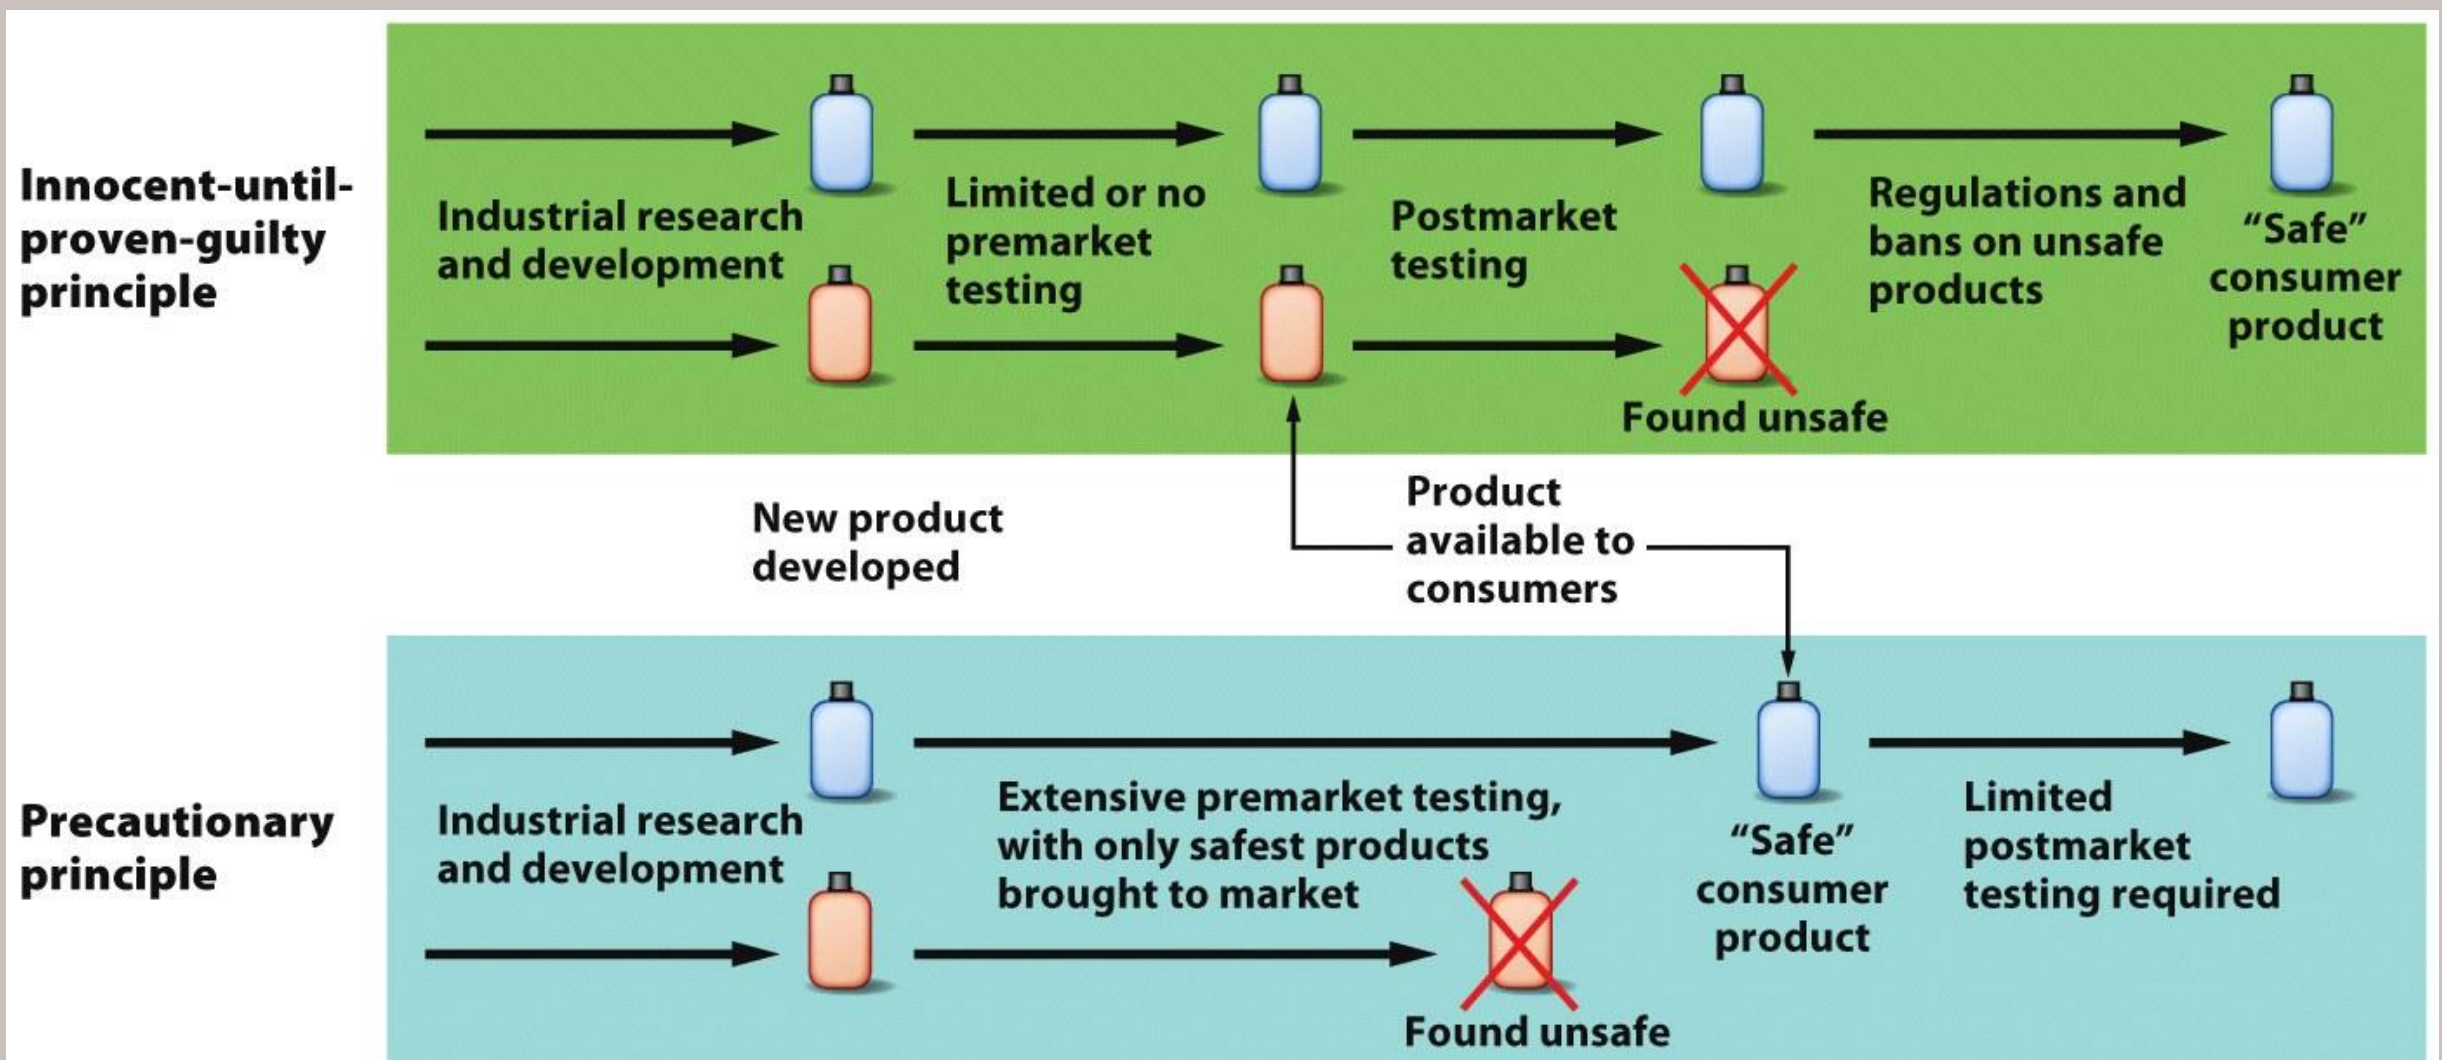 Innocent-until-
proven-guilty
principle
Industrial research
and development
Limited or no
premarket
testing
Postmarket
testing
Found unsafe
Regulations and
bans on unsafe
products
“Safe”
consumer
product
New product
developed
Product
available to
consumers
Precautionary
principle
Industrial research
and development
Extensive premarket testing,
with only safest products
brought to market
Found unsafe
“Safe”
consumer
product
Limited
postmarket
testing required